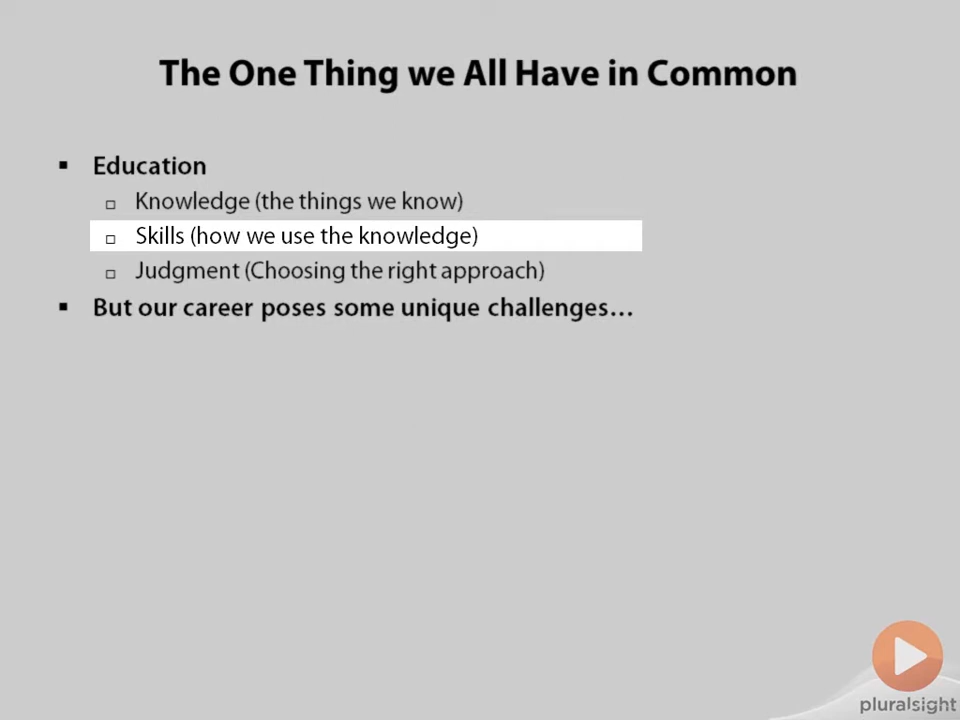 The One Thing we All Have in Common
▪ Education
▫ Knowledge (the things we know)
▫ Skills (how we use the knowledge)
▫ Judgment (Choosing the right approach)
▪ But our career poses some unique challenges...
pluralsight